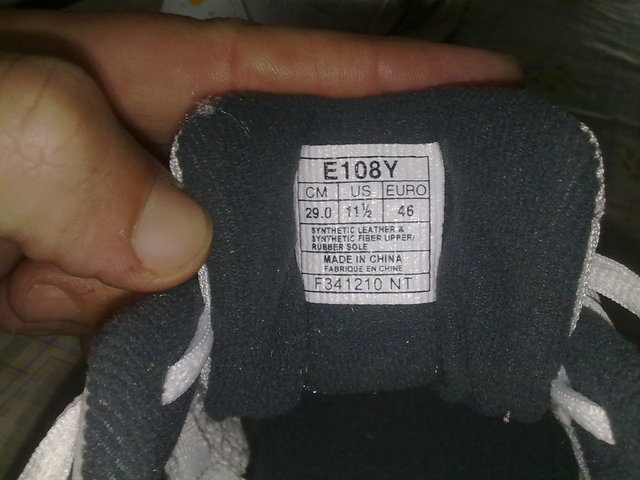 E108Y
CM US EURO
29.0 11½ 46
SYNTHETIC LEATHER &
SYNTHETIC FIBER UPPER/
RUBBER SOLE
MADE IN CHINA
FABRIQUE EN CHINE
F341210 NT